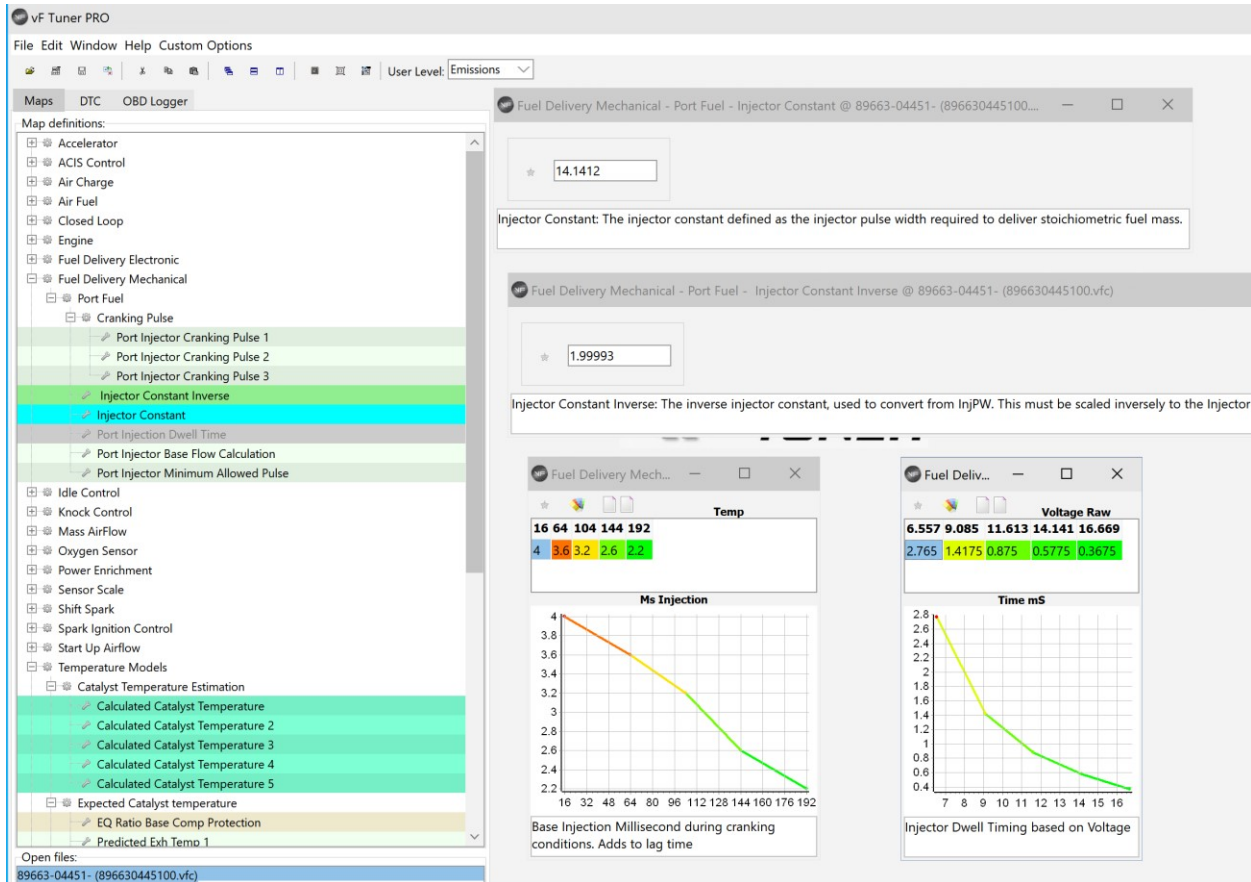 vF Tuner PRO
File Edit Window Help Custom Options
User Level: Emissions
Maps DTC OBD Logger
Map definitions:
Accelerator
ACIS Control
Air Charge
Air Fuel
Closed Loop
Engine
Fuel Delivery Electronic
Fuel Delivery Mechanical
Port Fuel
Cranking Pulse
Port Injector Cranking Pulse 1
Port Injector Cranking Pulse 2
Port Injector Cranking Pulse 3
Injector Constant Inverse
Injector Constant
Port Injection Dwell Time
Port Injector Base Flow Calculation
Port Injector Minimum Allowed Pulse
Idle Control
Knock Control
Mass AirFlow
Oxygen Sensor
Power Enrichment
Sensor Scale
Shift Spark
Spark Ignition Control
Start Up Airflow
Temperature Models
Catalyst Temperature Estimation
Calculated Catalyst Temperature
Calculated Catalyst Temperature 2
Calculated Catalyst Temperature 3
Calculated Catalyst Temperature 4
Calculated Catalyst Temperature 5
Expected Catalyst temperature
EQ Ratio Base Comp Protection
Predicted Exh Temp 1
Open files:
89663-04451- (896630445100.vfc)
Fuel Delivery Mechanical - Port Fuel - Injector Constant @ 89663-04451- (896630445100....
14.1412
Injector Constant: The injector constant defined as the injector pulse width required to deliver stoichiometric fuel mass.
Fuel Delivery Mechanical - Port Fuel - Injector Constant Inverse @ 89663-04451- (896630445100.vfc)
1.99993
Injector Constant Inverse: The inverse injector constant, used to convert from InjPW. This must be scaled inversely to the Injector
Fuel Delivery Mech...
Temp
16 64 104 144 192
4 3.6 3.2 2.6 2.2
Ms Injection
4
3.8
3.6
3.4
3.2
3
2.8
2.6
2.4
2.2
16 32 48 64 80 96 112 128 144 160 176 192
Base Injection Millisecond during cranking
conditions. Adds to lag time
Fuel Deliv...
Voltage Raw
6.557 9.085 11.613 14.141 16.669
2.765 1.4175 0.875 0.5775 0.3675
Time mS
2.8
2.6
2.4
2.2
2
1.8
1.6
1.4
1.2
1
0.8
0.6
0.4
7 8 9 10 11 12 13 14 15 16
Injector Dwell Timing based on Voltage